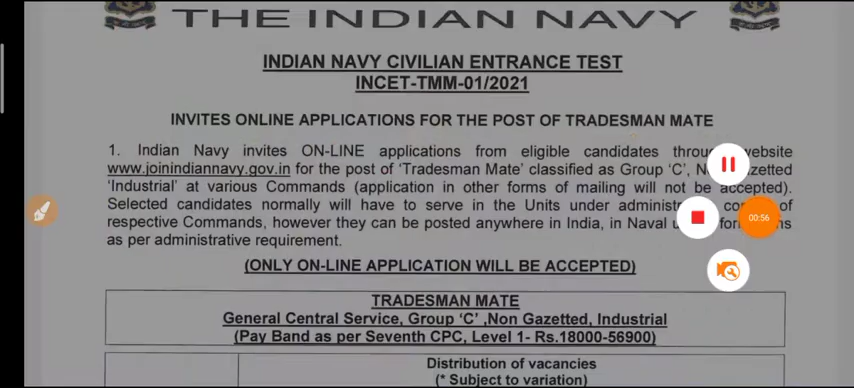 THE INDIAN NAVY
INDIAN NAVY CIVILIAN ENTRANCE TEST
INCET-TMM-01/2021
INVITES ONLINE APPLICATIONS FOR THE POST OF TRADESMAN MATE
1. Indian Navy invites ON-LINE applications from eligible candidates website
www.joinindiannavy.gov.in for the post of 'Tradesman Mate' classified as Group 'C',
'Industrial' at various Commands (application in other forms of mailing will not be accepted).
Selected candidates normally will have to serve in the Units under of
respective Commands, however they can be posted anywhere in India, in Naval
as per administrative requirement.
(ONLY ON-LINE APPLICATION WILL BE ACCEPTED)
TRADESMAN MATE
General Central Service, Group 'C' ,Non Gazetted, Industrial
(Pay Band as per Seventh CPC, Level 1- Rs.18000-56900)
Distribution of vacancies
(* Subject to variation)
00:56